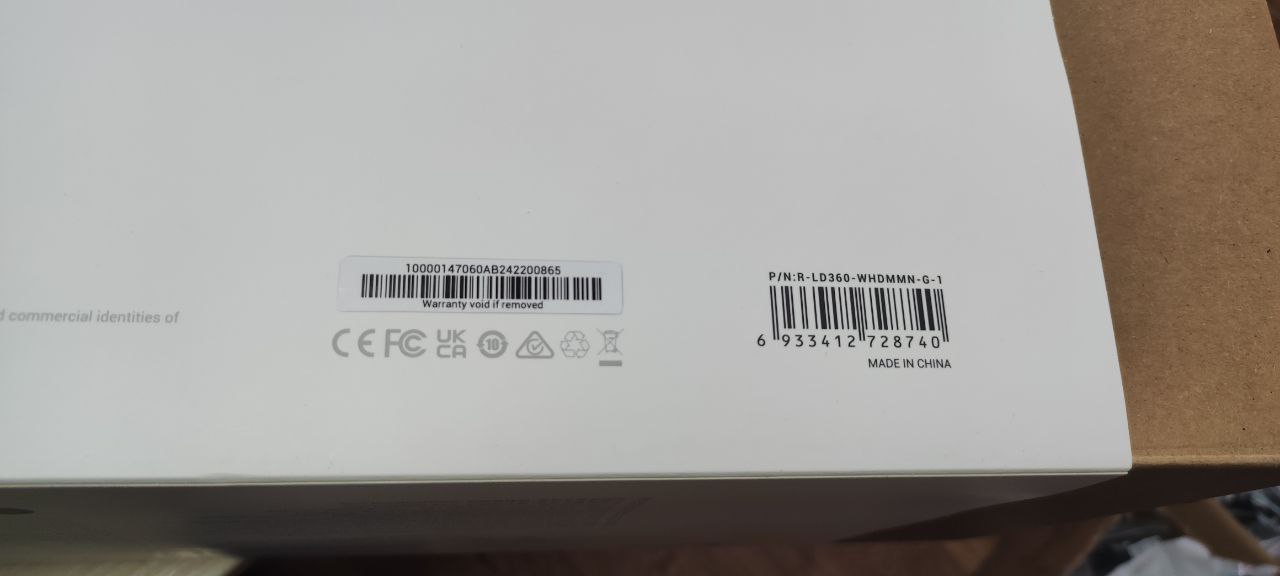 10000147060AB242200865
Warranty void if removed
d commercial identities of
CE FC UK
CA 10
P/N:R-LD360-WHDMMN-G-1
6 933412 728740
MADE IN CHINA